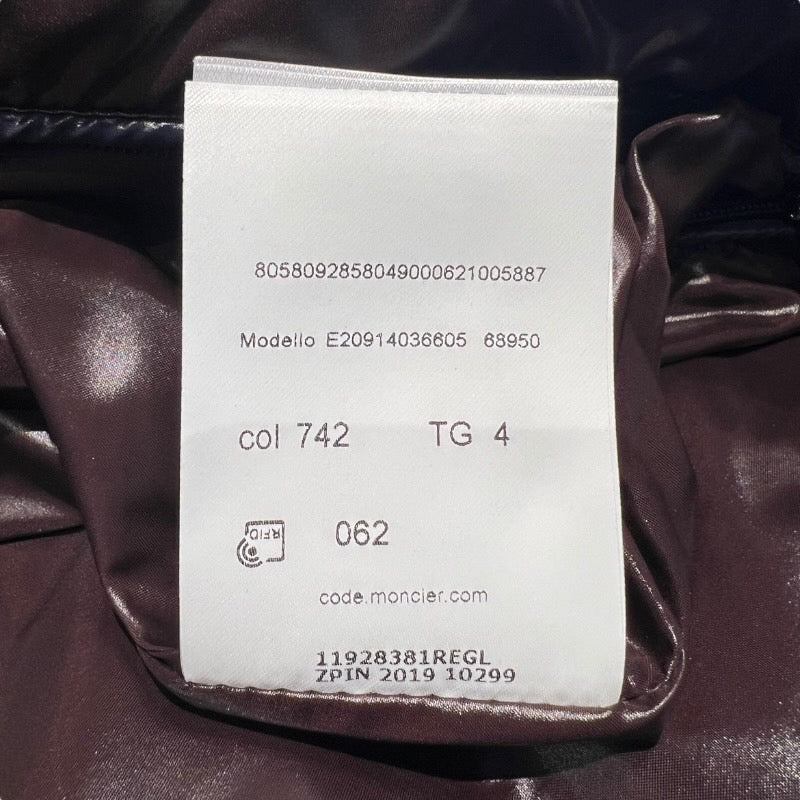 8058092858049000621005887
Modello E20914036605 68950
col 742 TG 4
RFID 062
code.moncler.com
11928381REGL
ZPIN 2019 10299